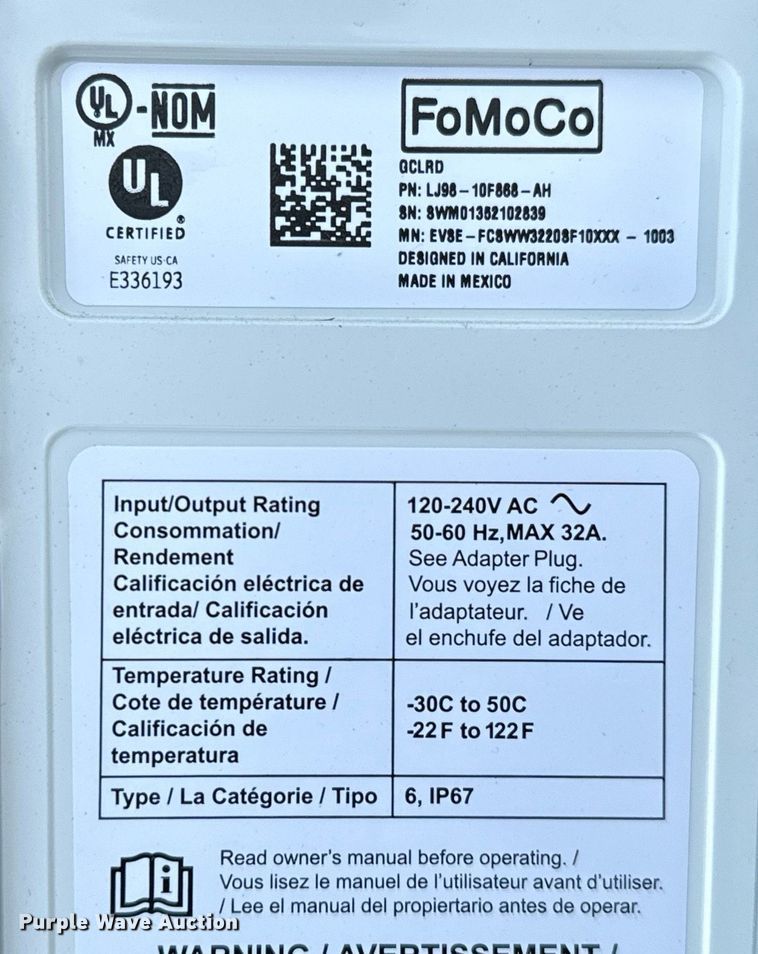 UL-NOM
MX
UL
®
CERTIFIED
SAFETY US·CA
E336193
FoMoCo
QCLRD
PN: LJ98-10F868-AH
SN: SWM01362102839
MN: EVSE-FCSWW32208F10XXX - 1003
DESIGNED IN CALIFORNIA
MADE IN MEXICO
Input/Output Rating
Consommation/
Rendement
Calificación eléctrica de
entrada/ Calificación
eléctrica de salida.
120-240V AC
50-60 Hz,MAX 32A.
See Adapter Plug.
Vous voyez la fiche de
l'adaptateur. / Ve
el enchufe del adaptador.
Temperature Rating /
Cote de température /
Calificación de
temperatura
-30C to 50C
-22F to 122F
Type / La Catégorie / Tipo
6, IP67
i
Read owner's manual before operating. /
Vous lisez le manuel de l'utilisateur avant d'utiliser.
/ Lee el manual del propiertario antes de operar.
WARNING / AVERTISSEMENT /
Purple Wave Auction